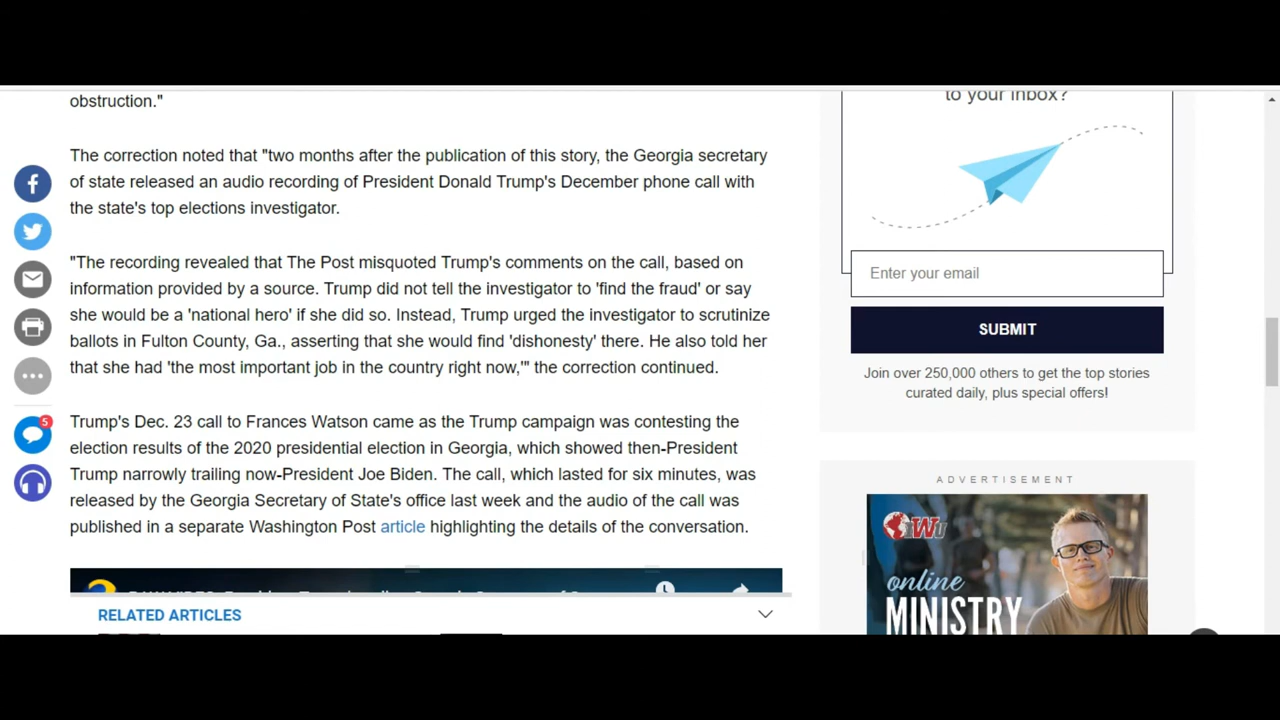 obstruction."
The correction noted that "two months after the publication of this story, the Georgia secretary
of state released an audio recording of President Donald Trump's December phone call with
the state's top elections investigator.
"The recording revealed that The Post misquoted Trump's comments on the call, based on
information provided by a source. Trump did not tell the investigator to 'find the fraud' or say
she would be a 'national hero' if she did so. Instead, Trump urged the investigator to scrutinize
ballots in Fulton County, Ga., asserting that she would find 'dishonesty' there. He also told her
that she had 'the most important job in the country right now,'" the correction continued.
Trump's Dec. 23 call to Frances Watson came as the Trump campaign was contesting the
election results of the 2020 presidential election in Georgia, which showed then-President
Trump narrowly trailing now-President Joe Biden. The call, which lasted for six minutes, was
released by the Georgia Secretary of State's office last week and the audio of the call was
published in a separate Washington Post article highlighting the details of the conversation.
RELATED ARTICLES
5
to your inbox?
Enter your email
SUBMIT
Join over 250,000 others to get the top stories
curated daily, plus special offers!
ADVERTISEMENT
IWU
online
MINISTRY